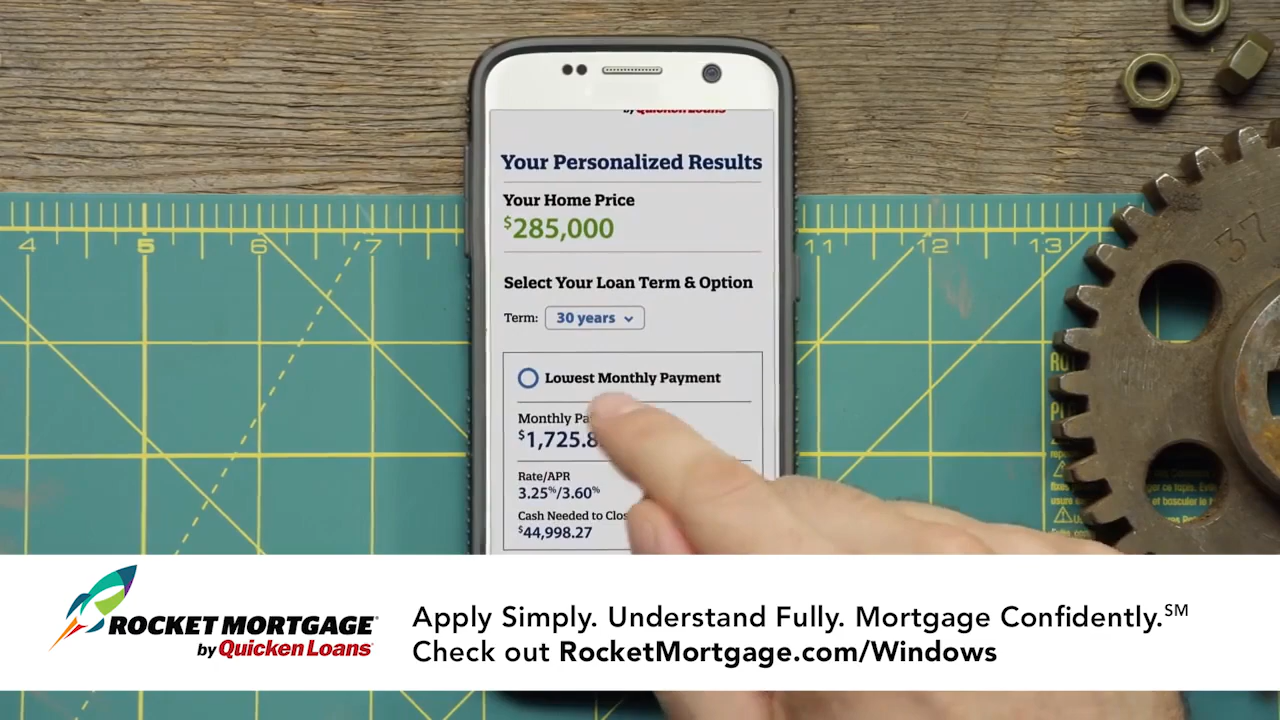 by Quicken Loans
Your Personalized Results
Your Home Price
$285,000
Select Your Loan Term & Option
Term: 30 years
Lowest Monthly Payment
Monthly
$1,725.8
Rate/APR
3.25%/3.60%
Cash Needed to
$44,998.27
4 5 6 7 11 12 13
37
ROCKET MORTGAGE®
by Quicken Loans®
Apply Simply. Understand Fully. Mortgage Confidently.℠
Check out RocketMortgage.com/Windows